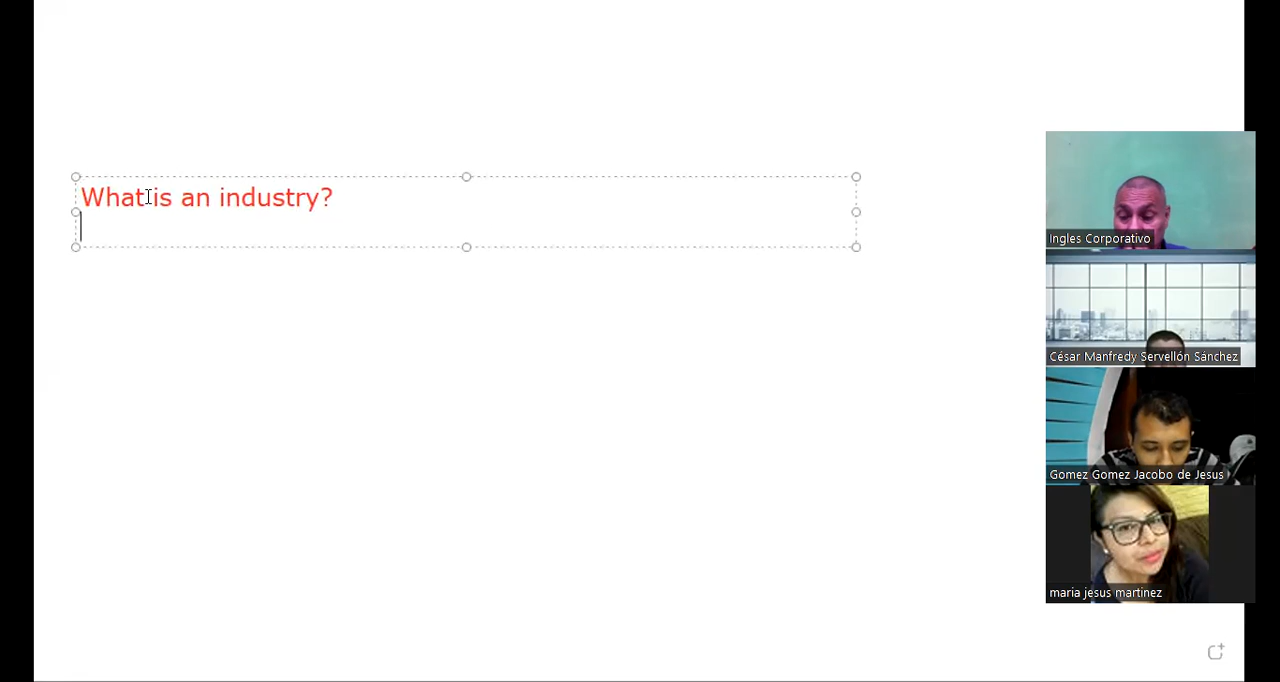 What is an industry?
Ingles Corporativo
César Manfredy Servellón Sánchez
Gomez Gomez Jacobo de Jesus
maria jesus martinez